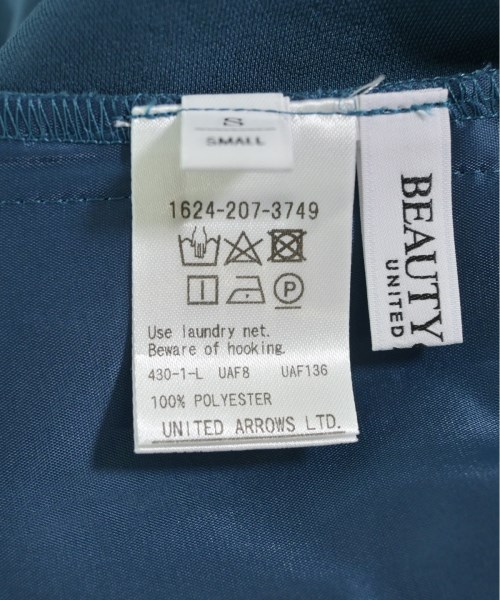 S
SMALL
1624-207-3749
P
Use laundry net.
Beware of hooking.
430-1-L UAF8 UAF136
100% POLYESTER
UNITED ARROWS LTD.
BEAUTY
UNITED